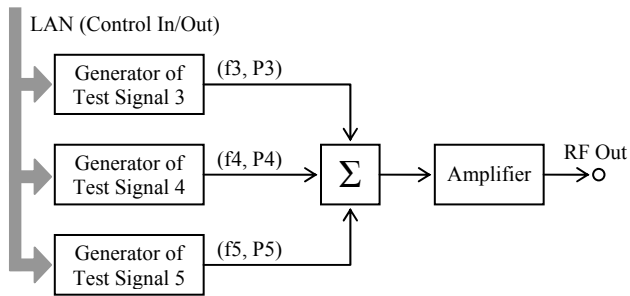 LAN (Control In/Out)
Generator of
Test Signal 3
(f3, P3)
Generator of
Test Signal 4
(f4, P4)
Σ
Amplifier
RF Out
Generator of
Test Signal 5
(f5, P5)